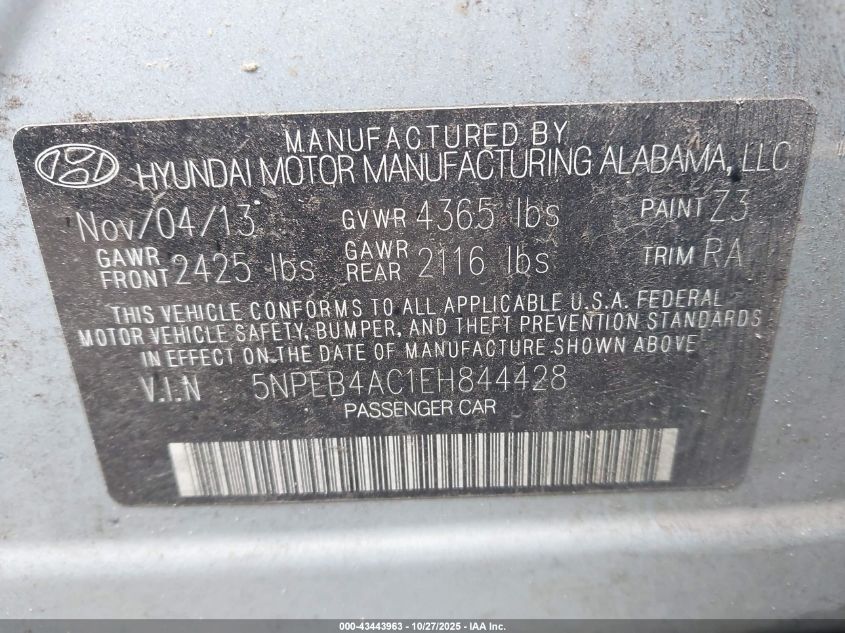 MANUFACTURED BY
HYUNDAI MOTOR MANUFACTURING ALABAMA, LLC
Nov/04/13 GVWR 4365 lbs PAINT Z3
GAWR FRONT 2425 lbs GAWR REAR 2116 lbs TRIM RA
THIS VEHICLE CONFORMS TO ALL APPLICABLE U.S.A. FEDERAL
MOTOR VEHICLE SAFETY, BUMPER, AND THEFT PREVENTION STANDARDS
IN EFFECT ON THE DATE OF MANUFACTURE SHOWN ABOVE
V.I.N 5NPEB4AC1EH844428
PASSENGER CAR
000-43443963 | 10/27/2025 | IAA Inc.